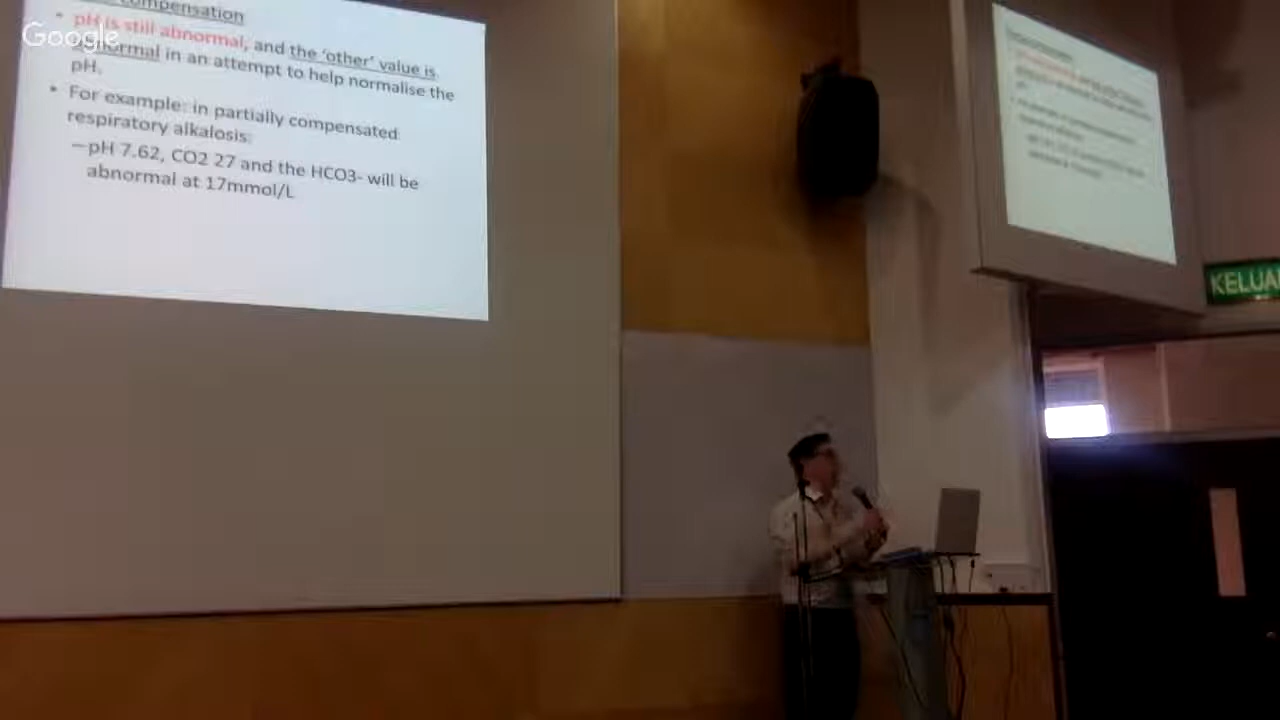 compensation
• pH is still abnormal, and the ‘other’ value is
abnormal in an attempt to help normalise the
pH.
• For example: in partially compensated
respiratory alkalosis:
–pH 7.62, CO2 27 and the HCO3- will be
abnormal at 17mmol/L
Google
KELUA